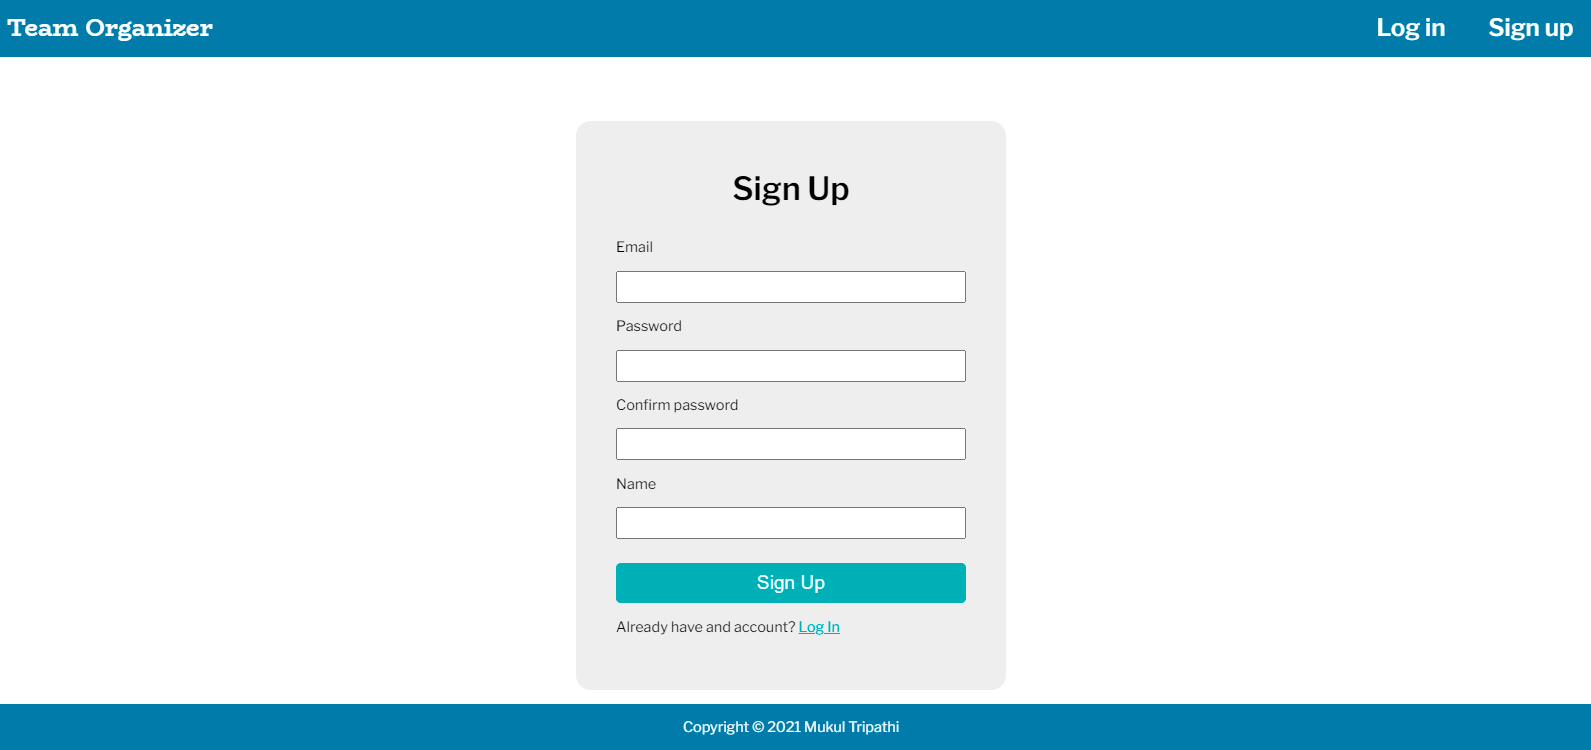 Team Organizer
Log in
Sign up
Sign Up
Email
Password
Confirm password
Name
Sign Up
Already have and account? Log In
Copyright © 2021 Mukul Tripathi